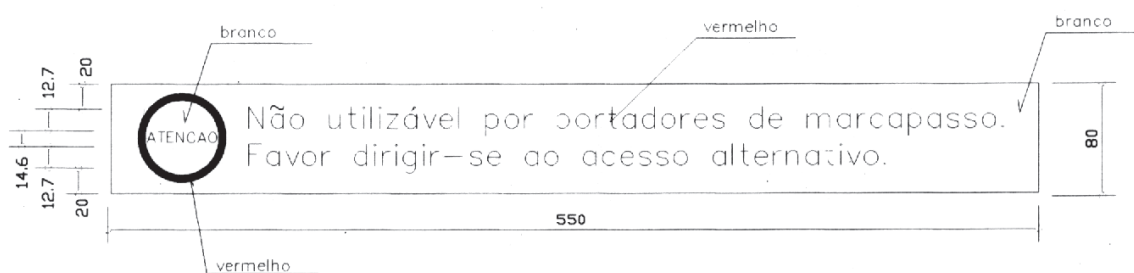 branco
vermelho
branco
12.7
20
ATENCAO
Não utilizável por portadores de marcapasso.
Favor dirigir-se ao acesso alternativo.
80
14.6
12.7
20
550
vermelho